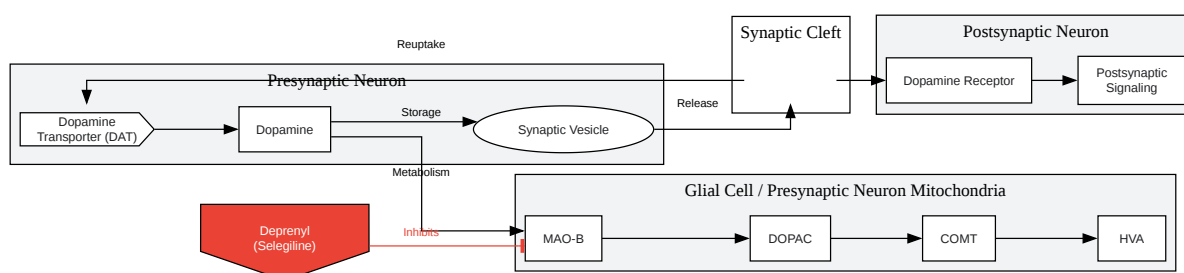 Synaptic Cleft
Postsynaptic Neuron
Reuptake
Presynaptic Neuron
Dopamine Receptor
Postsynaptic
Signaling
Release
Dopamine
Transporter (DAT)
Dopamine
Storage
Synaptic Vesicle
Metabolism
Glial Cell / Presynaptic Neuron Mitochondria
Deprenyl
(Selegiline)
Inhibits
MAO-B
DOPAC
COMT
HVA